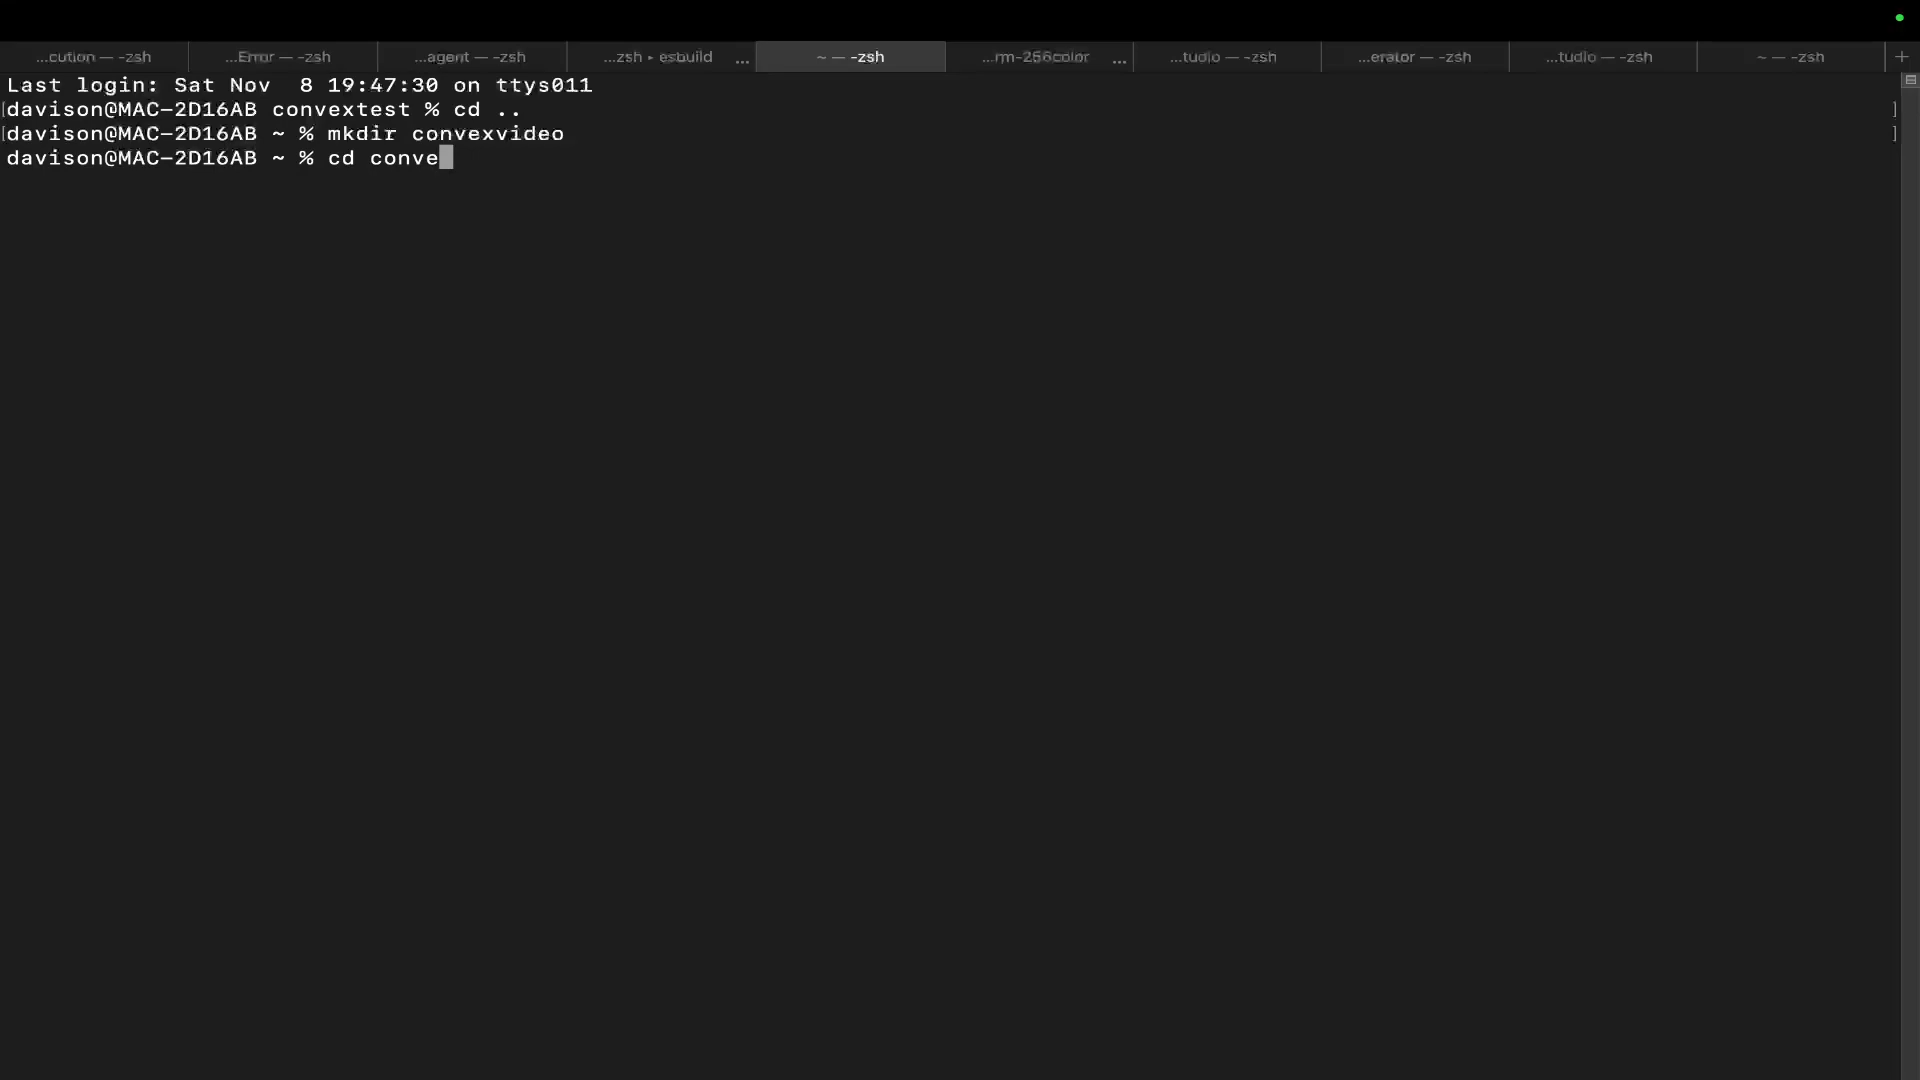 ...cution — -zsh ...Error — -zsh ...agent — -zsh ...zsh ▸ esbuild ... ~ — -zsh ...rm-256color ... ...tudio — -zsh ...erator — -zsh ...tudio — -zsh ~ — -zsh +
Last login: Sat Nov  8 19:47:30 on ttys011
[davison@MAC-2D16AB convextest % cd .. ]
[davison@MAC-2D16AB ~ % mkdir convexvideo ]
davison@MAC-2D16AB ~ % cd conve